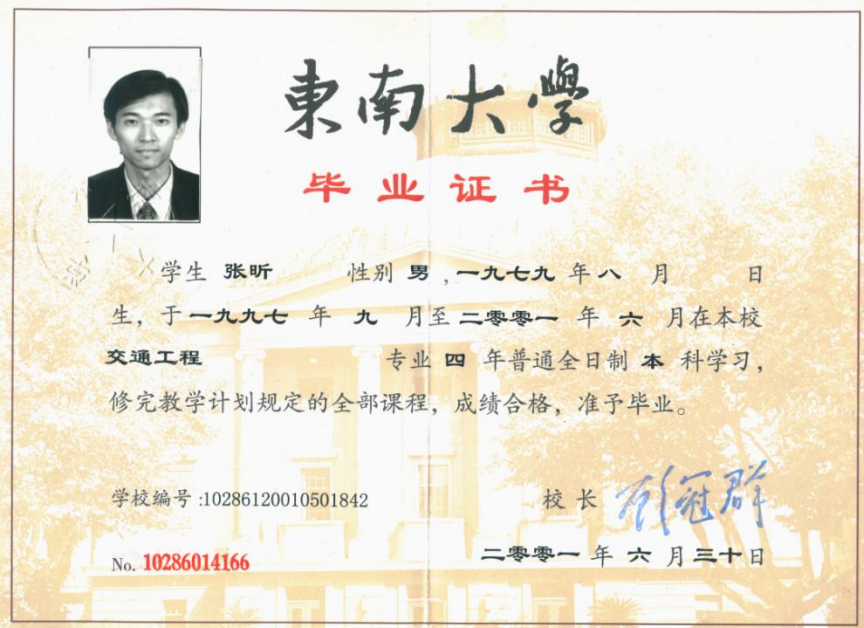 東南大學
毕业证书
学生 张昕 性别 男，一九七九 年 八 月 日
生，于 一九九七 年 九 月至 二零零一 年 六 月在本校
交通工程 专业 四 年普通全日制 本 科学习，
修完教学计划规定的全部课程，成绩合格，准予毕业。
学校编号:10286120010501842
校长 顾冠群
No. 10286014166
二零零一 年 六 月三十日